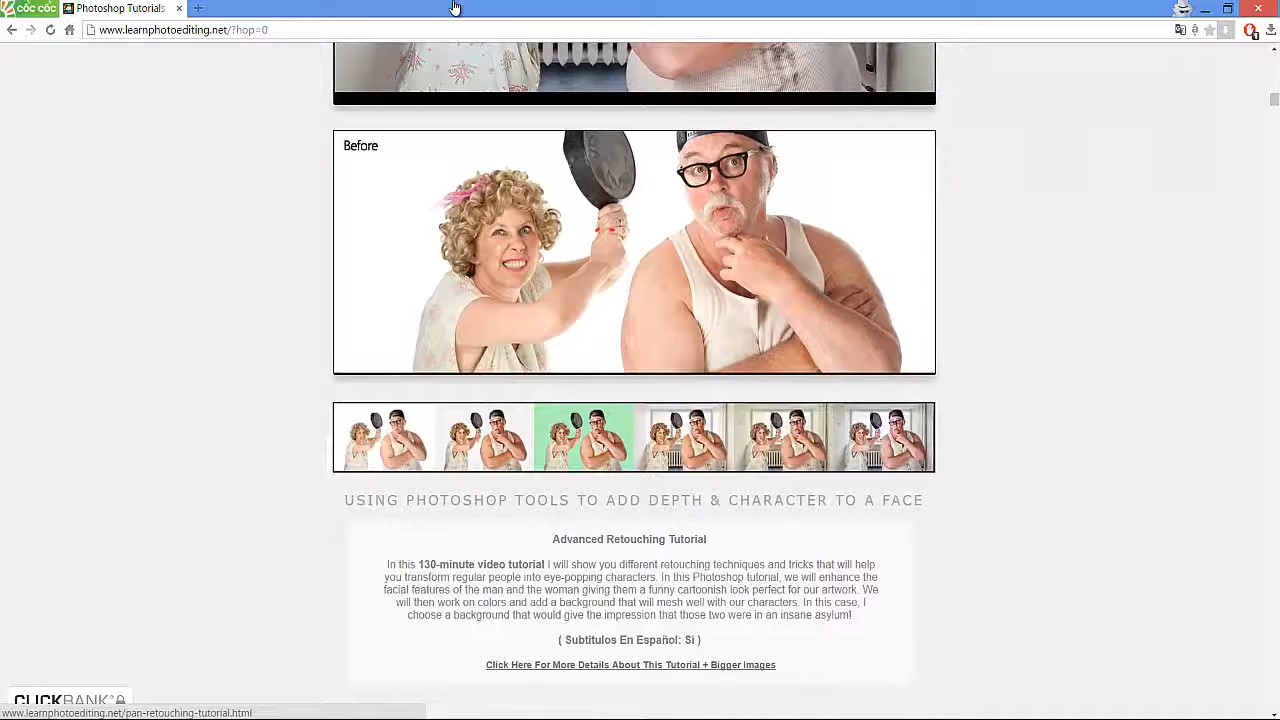 cốc cốc
Photoshop Tutorials
www.learnphotoediting.net/?hop=0
Before
USING PHOTOSHOP TOOLS TO ADD DEPTH & CHARACTER TO A FACE
Advanced Retouching Tutorial
In this 130-minute video tutorial I will show you different retouching techniques and tricks that will help
you transform regular people into eye-popping characters. In this Photoshop tutorial, we will enhance the
facial features of the man and the woman giving them a funny cartoonish look perfect for our artwork. We
will then work on colors and add a background that will mesh well with our characters. In this case, I
choose a background that would give the impression that those two were in an insane asylum!
( Subtitulos En Español: Si )
Click Here For More Details About This Tutorial + Bigger Images
CLICKBANK
www.learnphotoediting.net/pan-retouching-tutorial.html